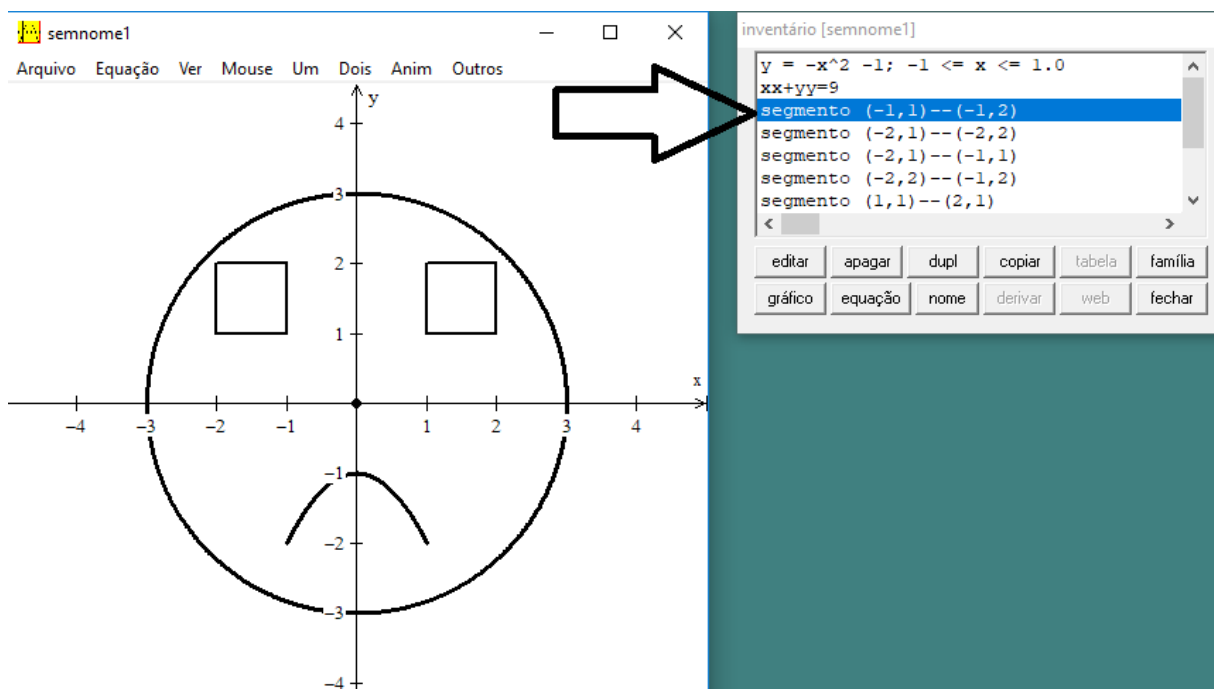 semnome1
Arquivo Equação Ver Mouse Um Dois Anim Outros
y
4
3
2
1
x
−4 −3 −2 −1 1 2 3 4
−1
−2
−3
−4
inventário [semnome1]
y = -x^2 -1; -1 <= x <= 1.0
xx+yy=9
segmento (-1,1)--(-1,2)
segmento (-2,1)--(-2,2)
segmento (-2,1)--(-1,1)
segmento (-2,2)--(-1,2)
segmento (1,1)--(2,1)
editar apagar dupl copiar tabela família
gráfico equação nome derivar web fechar